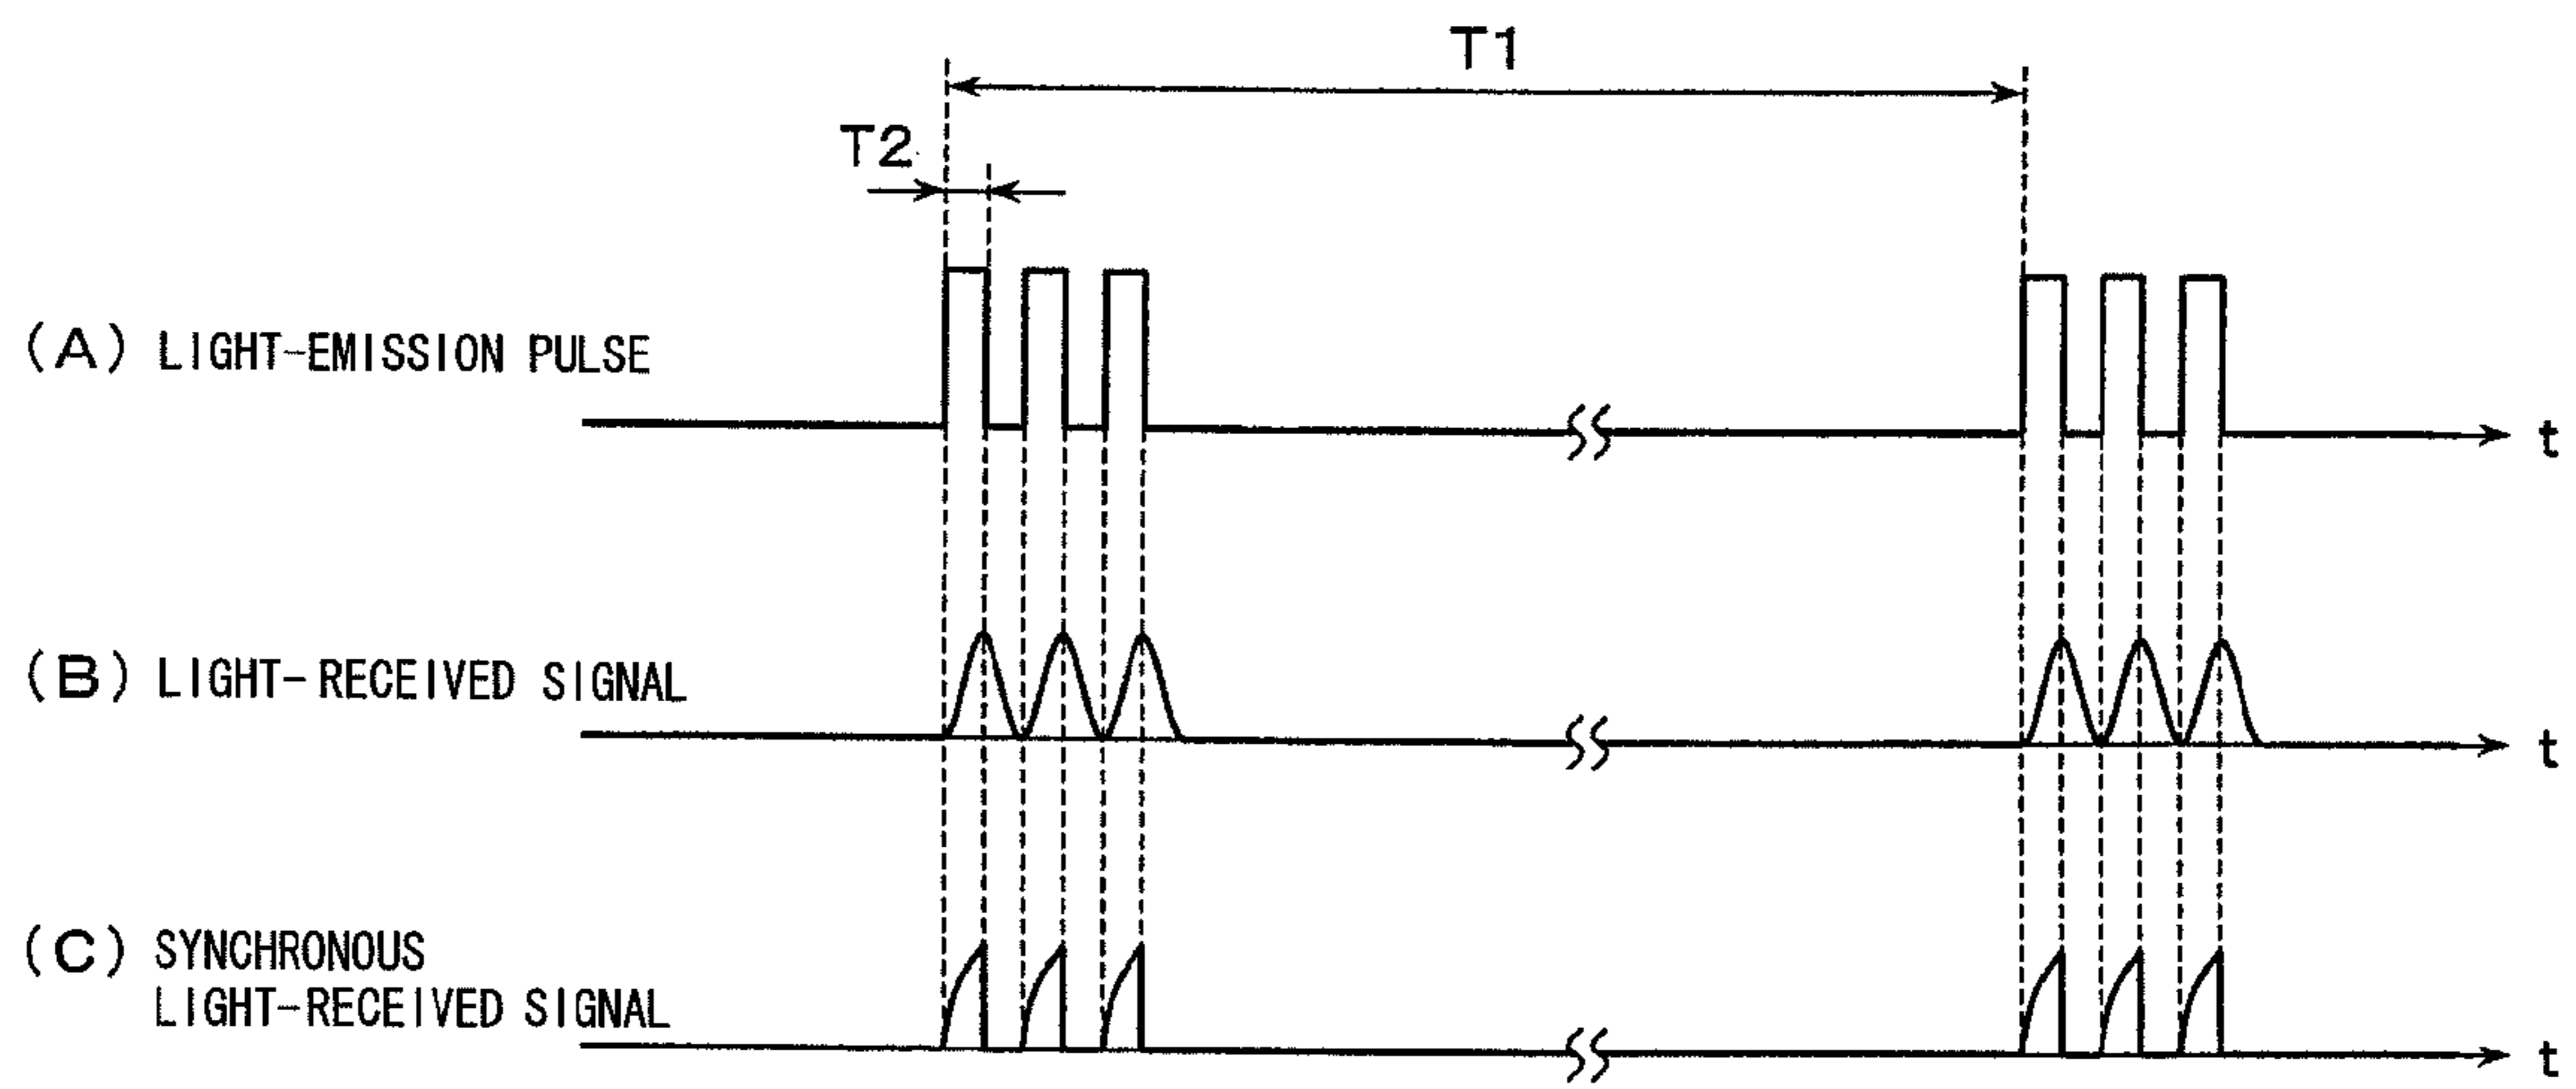 T1
T2
(A) LIGHT-EMISSION PULSE
t
(B) LIGHT-RECEIVED SIGNAL
t
(C) SYNCHRONOUS
LIGHT-RECEIVED SIGNAL
t